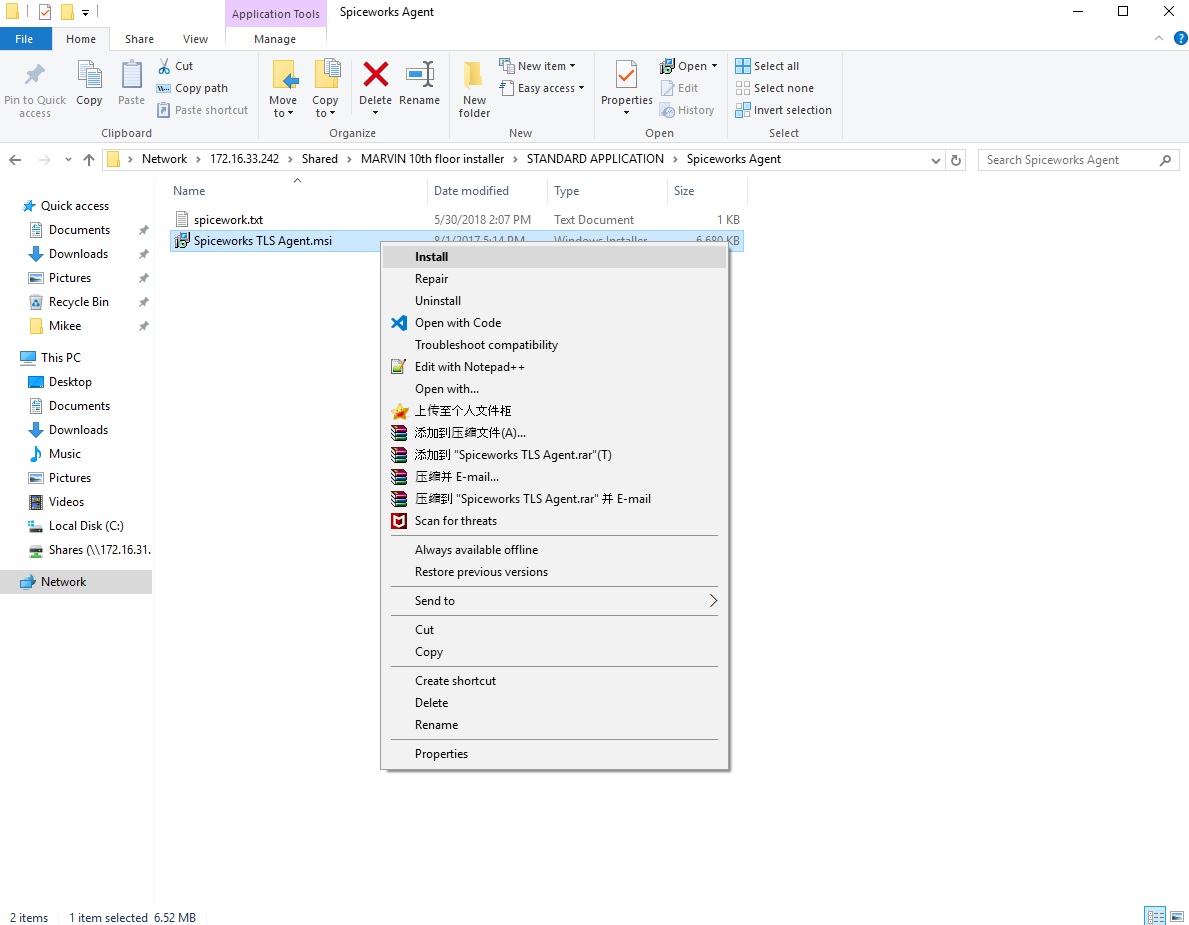 Application Tools
Spiceworks Agent
File
Home
Share
View
Manage
Pin to Quick access
Copy
Paste
Cut
Copy path
Paste shortcut
Clipboard
Move to
Copy to
Delete
Rename
Organize
New folder
New item
Easy access
New
Properties
Open
Edit
History
Open
Select all
Select none
Invert selection
Select
Network > 172.16.33.242 > Shared > MARVIN 10th floor installer > STANDARD APPLICATION > Spiceworks Agent
Search Spiceworks Agent
Name
Date modified
Type
Size
spicework.txt
5/30/2018 2:07 PM
Text Document
1 KB
Spiceworks TLS Agent.msi
8/1/2017 5:14 PM
Windows Installer
6,680 KB
Quick access
Documents
Downloads
Pictures
Recycle Bin
Mikee
This PC
Desktop
Documents
Downloads
Music
Pictures
Videos
Local Disk (C:)
Shares (\\172.16.31.
Network
Install
Repair
Uninstall
Open with Code
Troubleshoot compatibility
Edit with Notepad++
Open with...
上传至个人文件柜
添加到压缩文件(A)...
添加到 "Spiceworks TLS Agent.rar"(T)
压缩并 E-mail...
压缩到 "Spiceworks TLS Agent.rar" 并 E-mail
Scan for threats
Always available offline
Restore previous versions
Send to
Cut
Copy
Create shortcut
Delete
Rename
Properties
2 items
1 item selected 6.52 MB